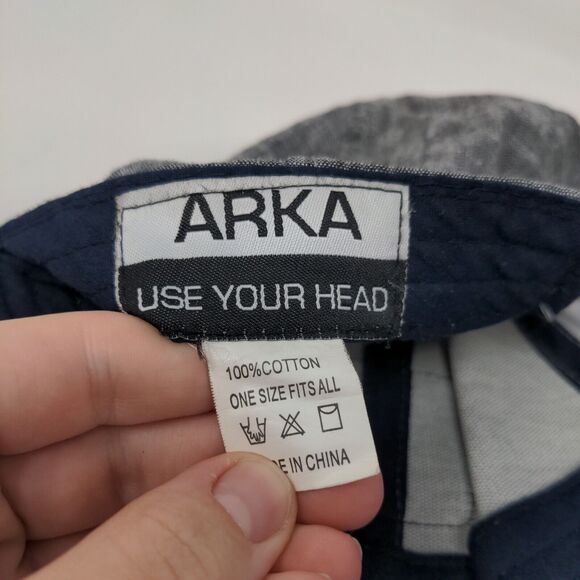 ARKA
USE YOUR HEAD
100%COTTON
ONE SIZE FITS ALL
E IN CHINA